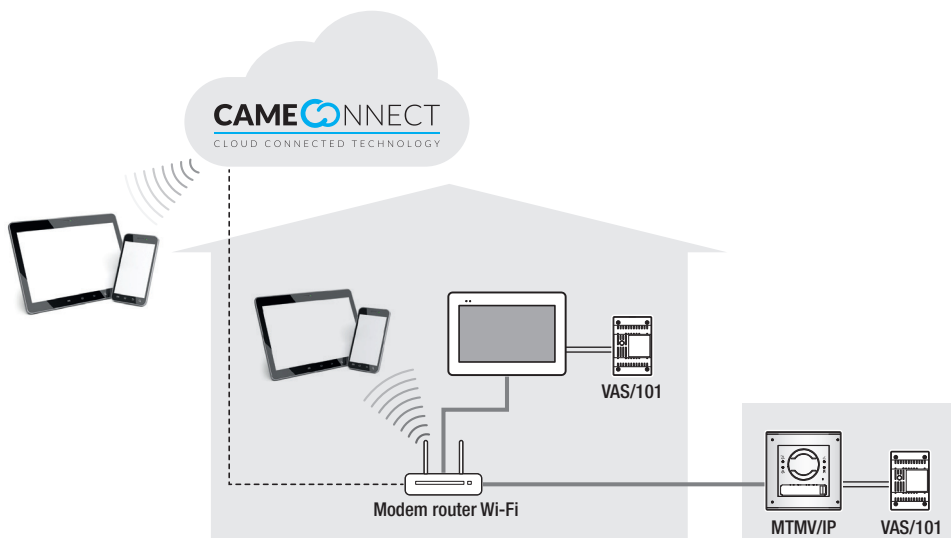 CAMECONNECT
CLOUD CONNECTED TECHNOLOGY
VAS/101
Modem router Wi-Fi
MTMV/IP
VAS/101